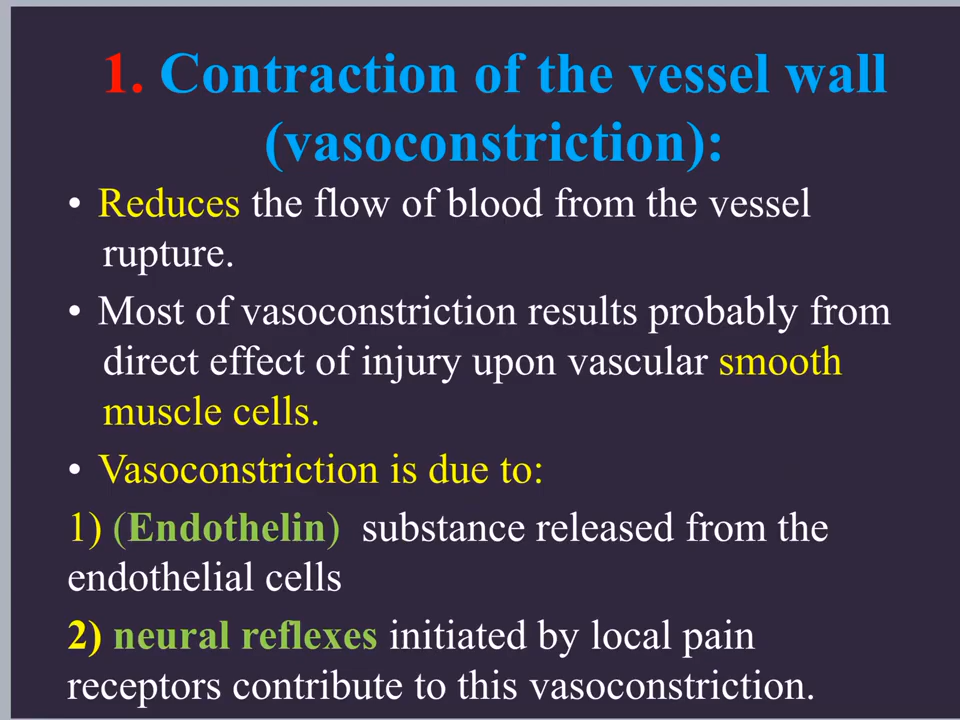 1. Contraction of the vessel wall
(vasoconstriction):
• Reduces the flow of blood from the vessel
rupture.
• Most of vasoconstriction results probably from
direct effect of injury upon vascular smooth
muscle cells.
• Vasoconstriction is due to:
1) (Endothelin) substance released from the
endothelial cells
2) neural reflexes initiated by local pain
receptors contribute to this vasoconstriction.